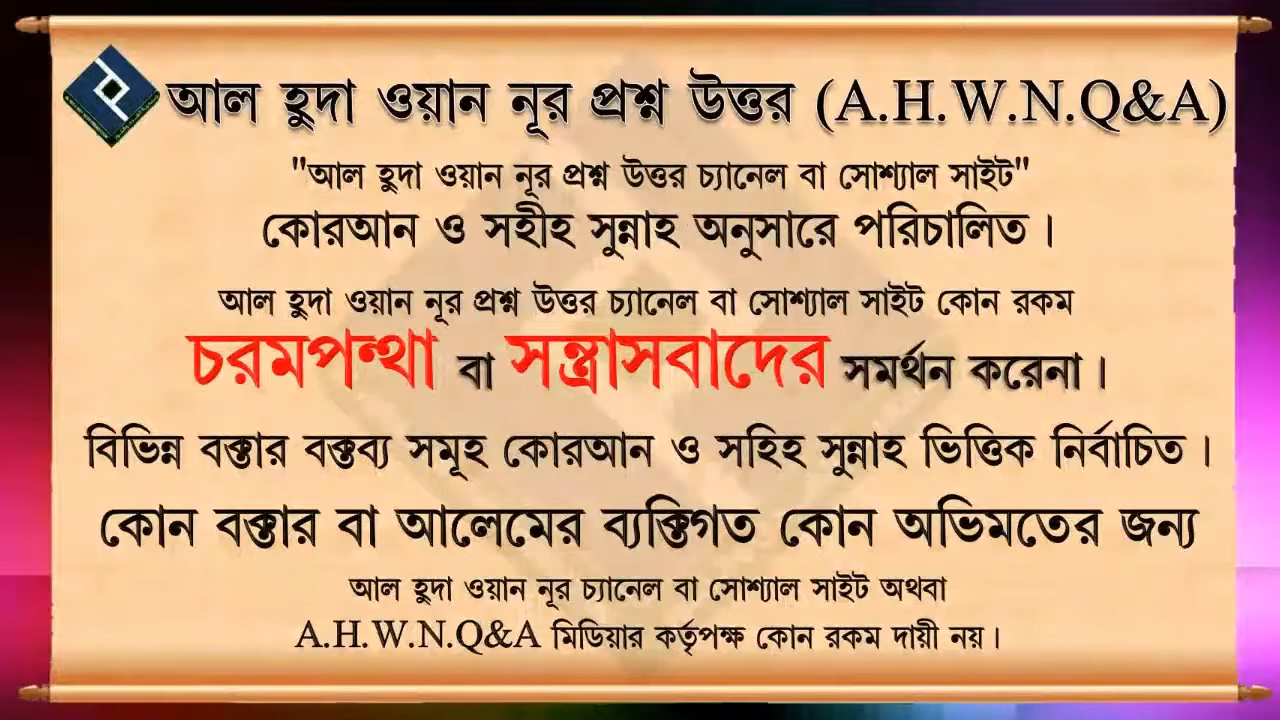 আল হুদা ওয়ান নূর প্রশ্ন উত্তর (A.H.W.N.Q&A)
"আল হুদা ওয়ান নূর প্রশ্ন উত্তর চ্যানেল বা সোশ্যাল সাইট"
কোরআন ও সহীহ সুন্নাহ অনুসারে পরিচালিত।
আল হুদা ওয়ান নূর প্রশ্ন উত্তর চ্যানেল বা সোশ্যাল সাইট কোন রকম
চরমপন্থা বা সন্ত্রাসবাদের সমর্থন করেনা।
বিভিন্ন বক্তার বক্তব্য সমূহ কোরআন ও সহিহ সুন্নাহ ভিত্তিক নির্বাচিত।
কোন বক্তার বা আলেমের ব্যক্তিগত কোন অভিমতের জন্য
আল হুদা ওয়ান নূর চ্যানেল বা সোশ্যাল সাইট অথবা
A.H.W.N.Q&A মিডিয়ার কর্তৃপক্ষ কোন রকম দায়ী নয়।